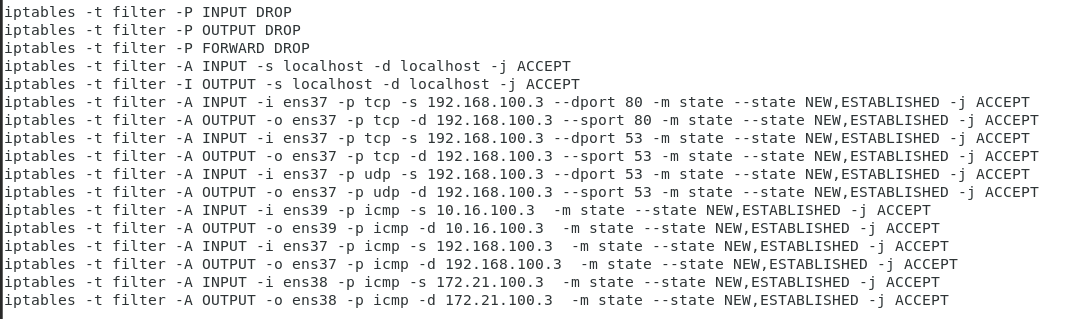 iptables -t filter -P INPUT DROP
iptables -t filter -P OUTPUT DROP
iptables -t filter -P FORWARD DROP
iptables -t filter -A INPUT -s localhost -d localhost -j ACCEPT
iptables -t filter -I OUTPUT -s localhost -d localhost -j ACCEPT
iptables -t filter -A INPUT -i ens37 -p tcp -s 192.168.100.3 --dport 80 -m state --state NEW,ESTABLISHED -j ACCEPT
iptables -t filter -A OUTPUT -o ens37 -p tcp -d 192.168.100.3 --sport 80 -m state --state NEW,ESTABLISHED -j ACCEPT
iptables -t filter -A INPUT -i ens37 -p tcp -s 192.168.100.3 --dport 53 -m state --state NEW,ESTABLISHED -j ACCEPT
iptables -t filter -A OUTPUT -o ens37 -p tcp -d 192.168.100.3 --sport 53 -m state --state NEW,ESTABLISHED -j ACCEPT
iptables -t filter -A INPUT -i ens37 -p udp -s 192.168.100.3 --dport 53 -m state --state NEW,ESTABLISHED -j ACCEPT
iptables -t filter -A OUTPUT -o ens37 -p udp -d 192.168.100.3 --sport 53 -m state --state NEW,ESTABLISHED -j ACCEPT
iptables -t filter -A INPUT -i ens39 -p icmp -s 10.16.100.3  -m state --state NEW,ESTABLISHED -j ACCEPT
iptables -t filter -A OUTPUT -o ens39 -p icmp -d 10.16.100.3  -m state --state NEW,ESTABLISHED -j ACCEPT
iptables -t filter -A INPUT -i ens37 -p icmp -s 192.168.100.3  -m state --state NEW,ESTABLISHED -j ACCEPT
iptables -t filter -A OUTPUT -o ens37 -p icmp -d 192.168.100.3  -m state --state NEW,ESTABLISHED -j ACCEPT
iptables -t filter -A INPUT -i ens38 -p icmp -s 172.21.100.3  -m state --state NEW,ESTABLISHED -j ACCEPT
iptables -t filter -A OUTPUT -o ens38 -p icmp -d 172.21.100.3  -m state --state NEW,ESTABLISHED -j ACCEPT